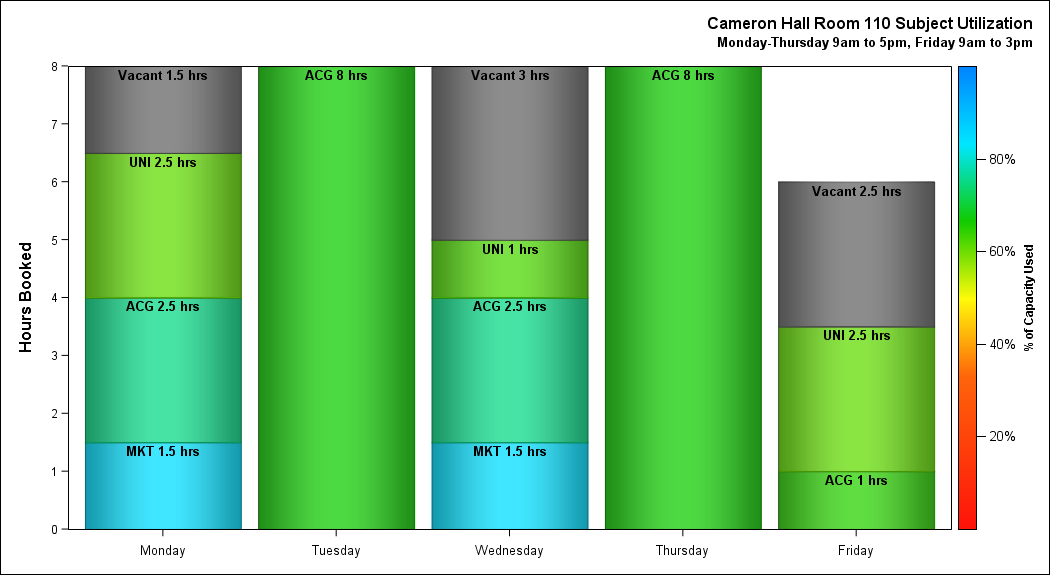 Cameron Hall Room 110 Subject Utilization
Monday-Thursday 9am to 5pm, Friday 9am to 3pm
Hours Booked
8
7
6
5
4
3
2
1
0
Vacant 1.5 hrs
UNI 2.5 hrs
ACG 2.5 hrs
MKT 1.5 hrs
ACG 8 hrs
Vacant 3 hrs
UNI 1 hrs
ACG 2.5 hrs
MKT 1.5 hrs
ACG 8 hrs
Vacant 2.5 hrs
UNI 2.5 hrs
ACG 1 hrs
Monday
Tuesday
Wednesday
Thursday
Friday
80%
60%
40%
20%
% of Capacity Used